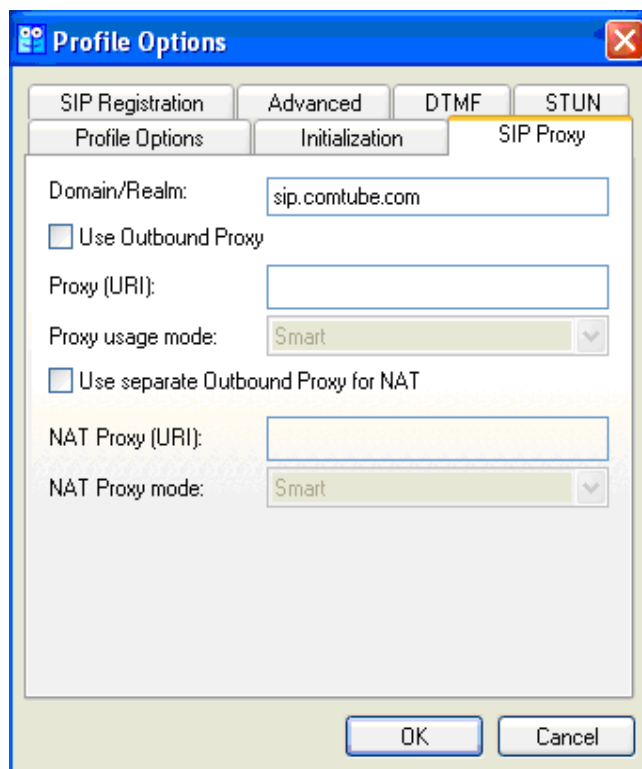 Profile Options
SIP Registration Advanced DTMF STUN
Profile Options Initialization SIP Proxy
Domain/Realm: sip.comtube.com
Use Outbound Proxy
Proxy (URI):
Proxy usage mode: Smart
Use separate Outbound Proxy for NAT
NAT Proxy (URI):
NAT Proxy mode: Smart
OK Cancel